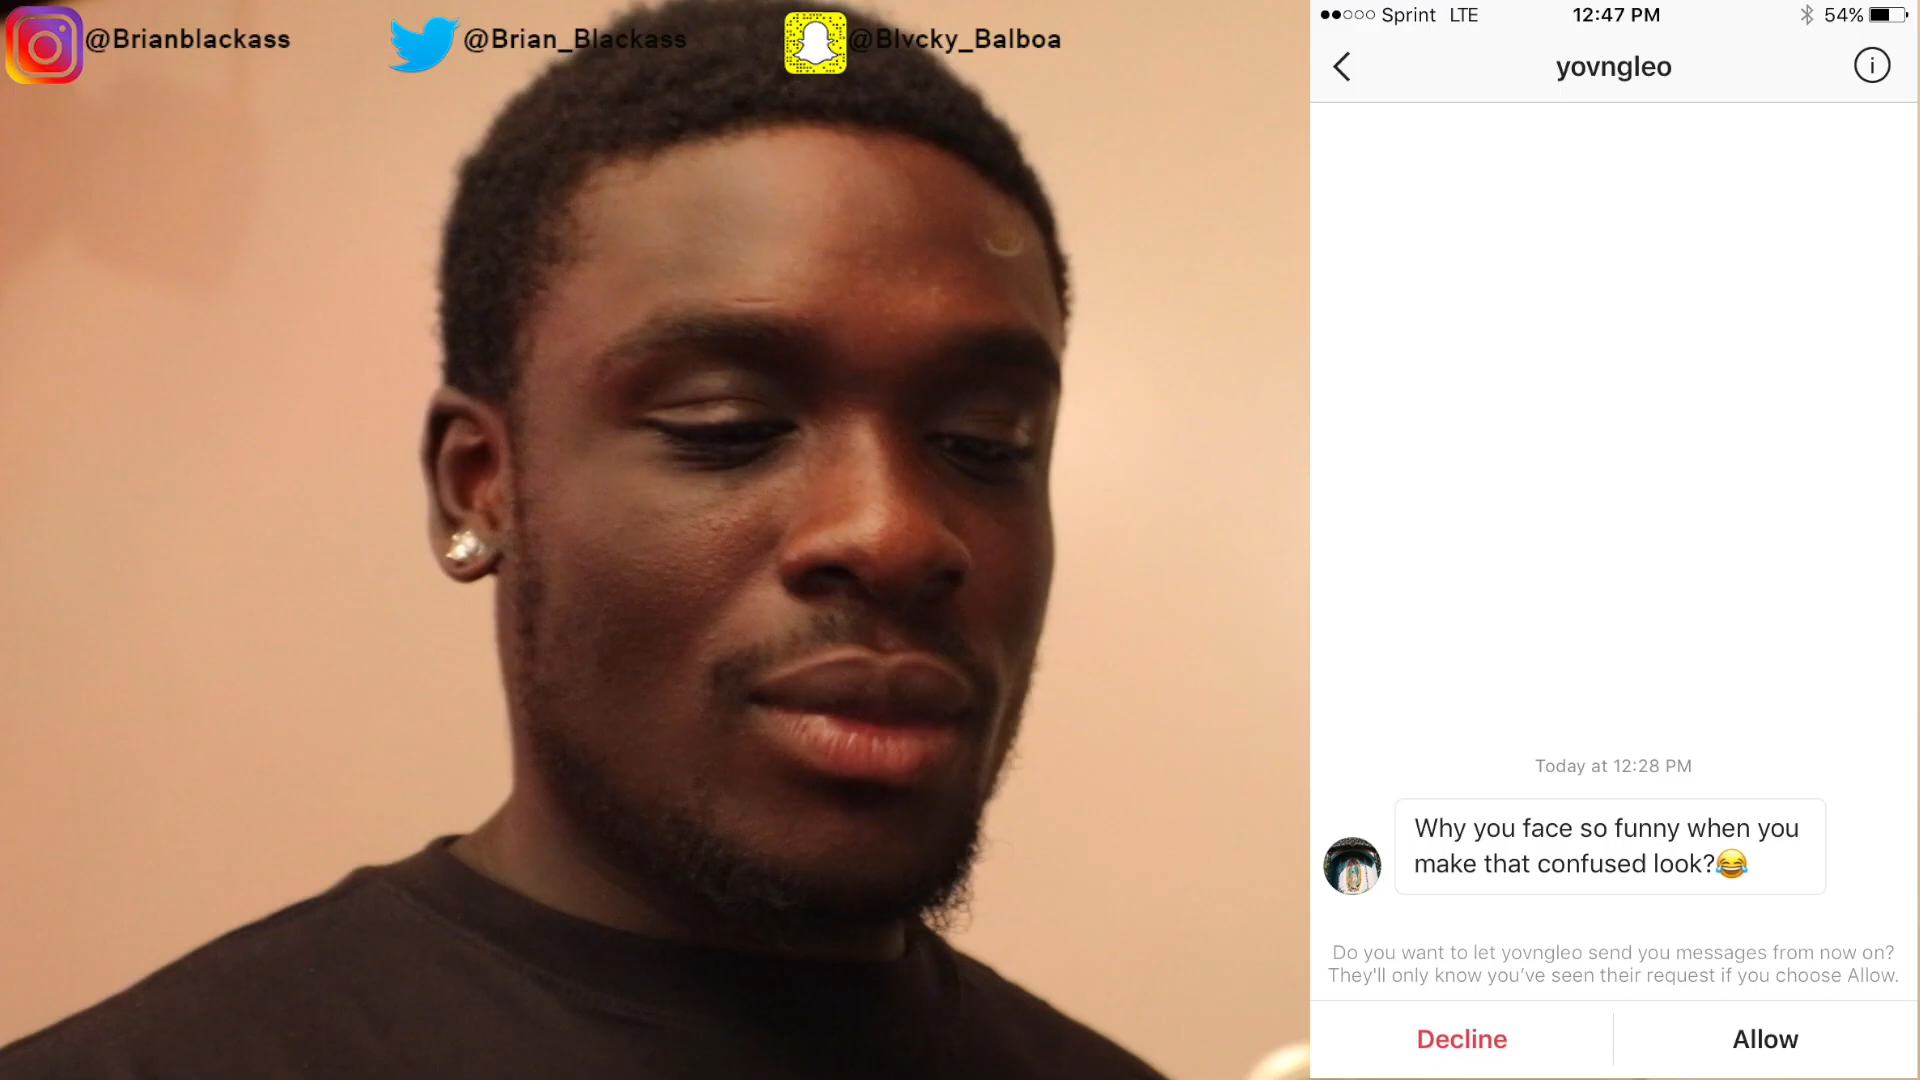 @Brianblackass
@Brian_Blackass
@Blvcky_Balboa
Sprint LTE
12:47 PM
54%
yovngleo
Today at 12:28 PM
Why you face so funny when you
make that confused look?😂
Do you want to let yovngleo send you messages from now on?
They'll only know you've seen their request if you choose Allow.
Decline
Allow